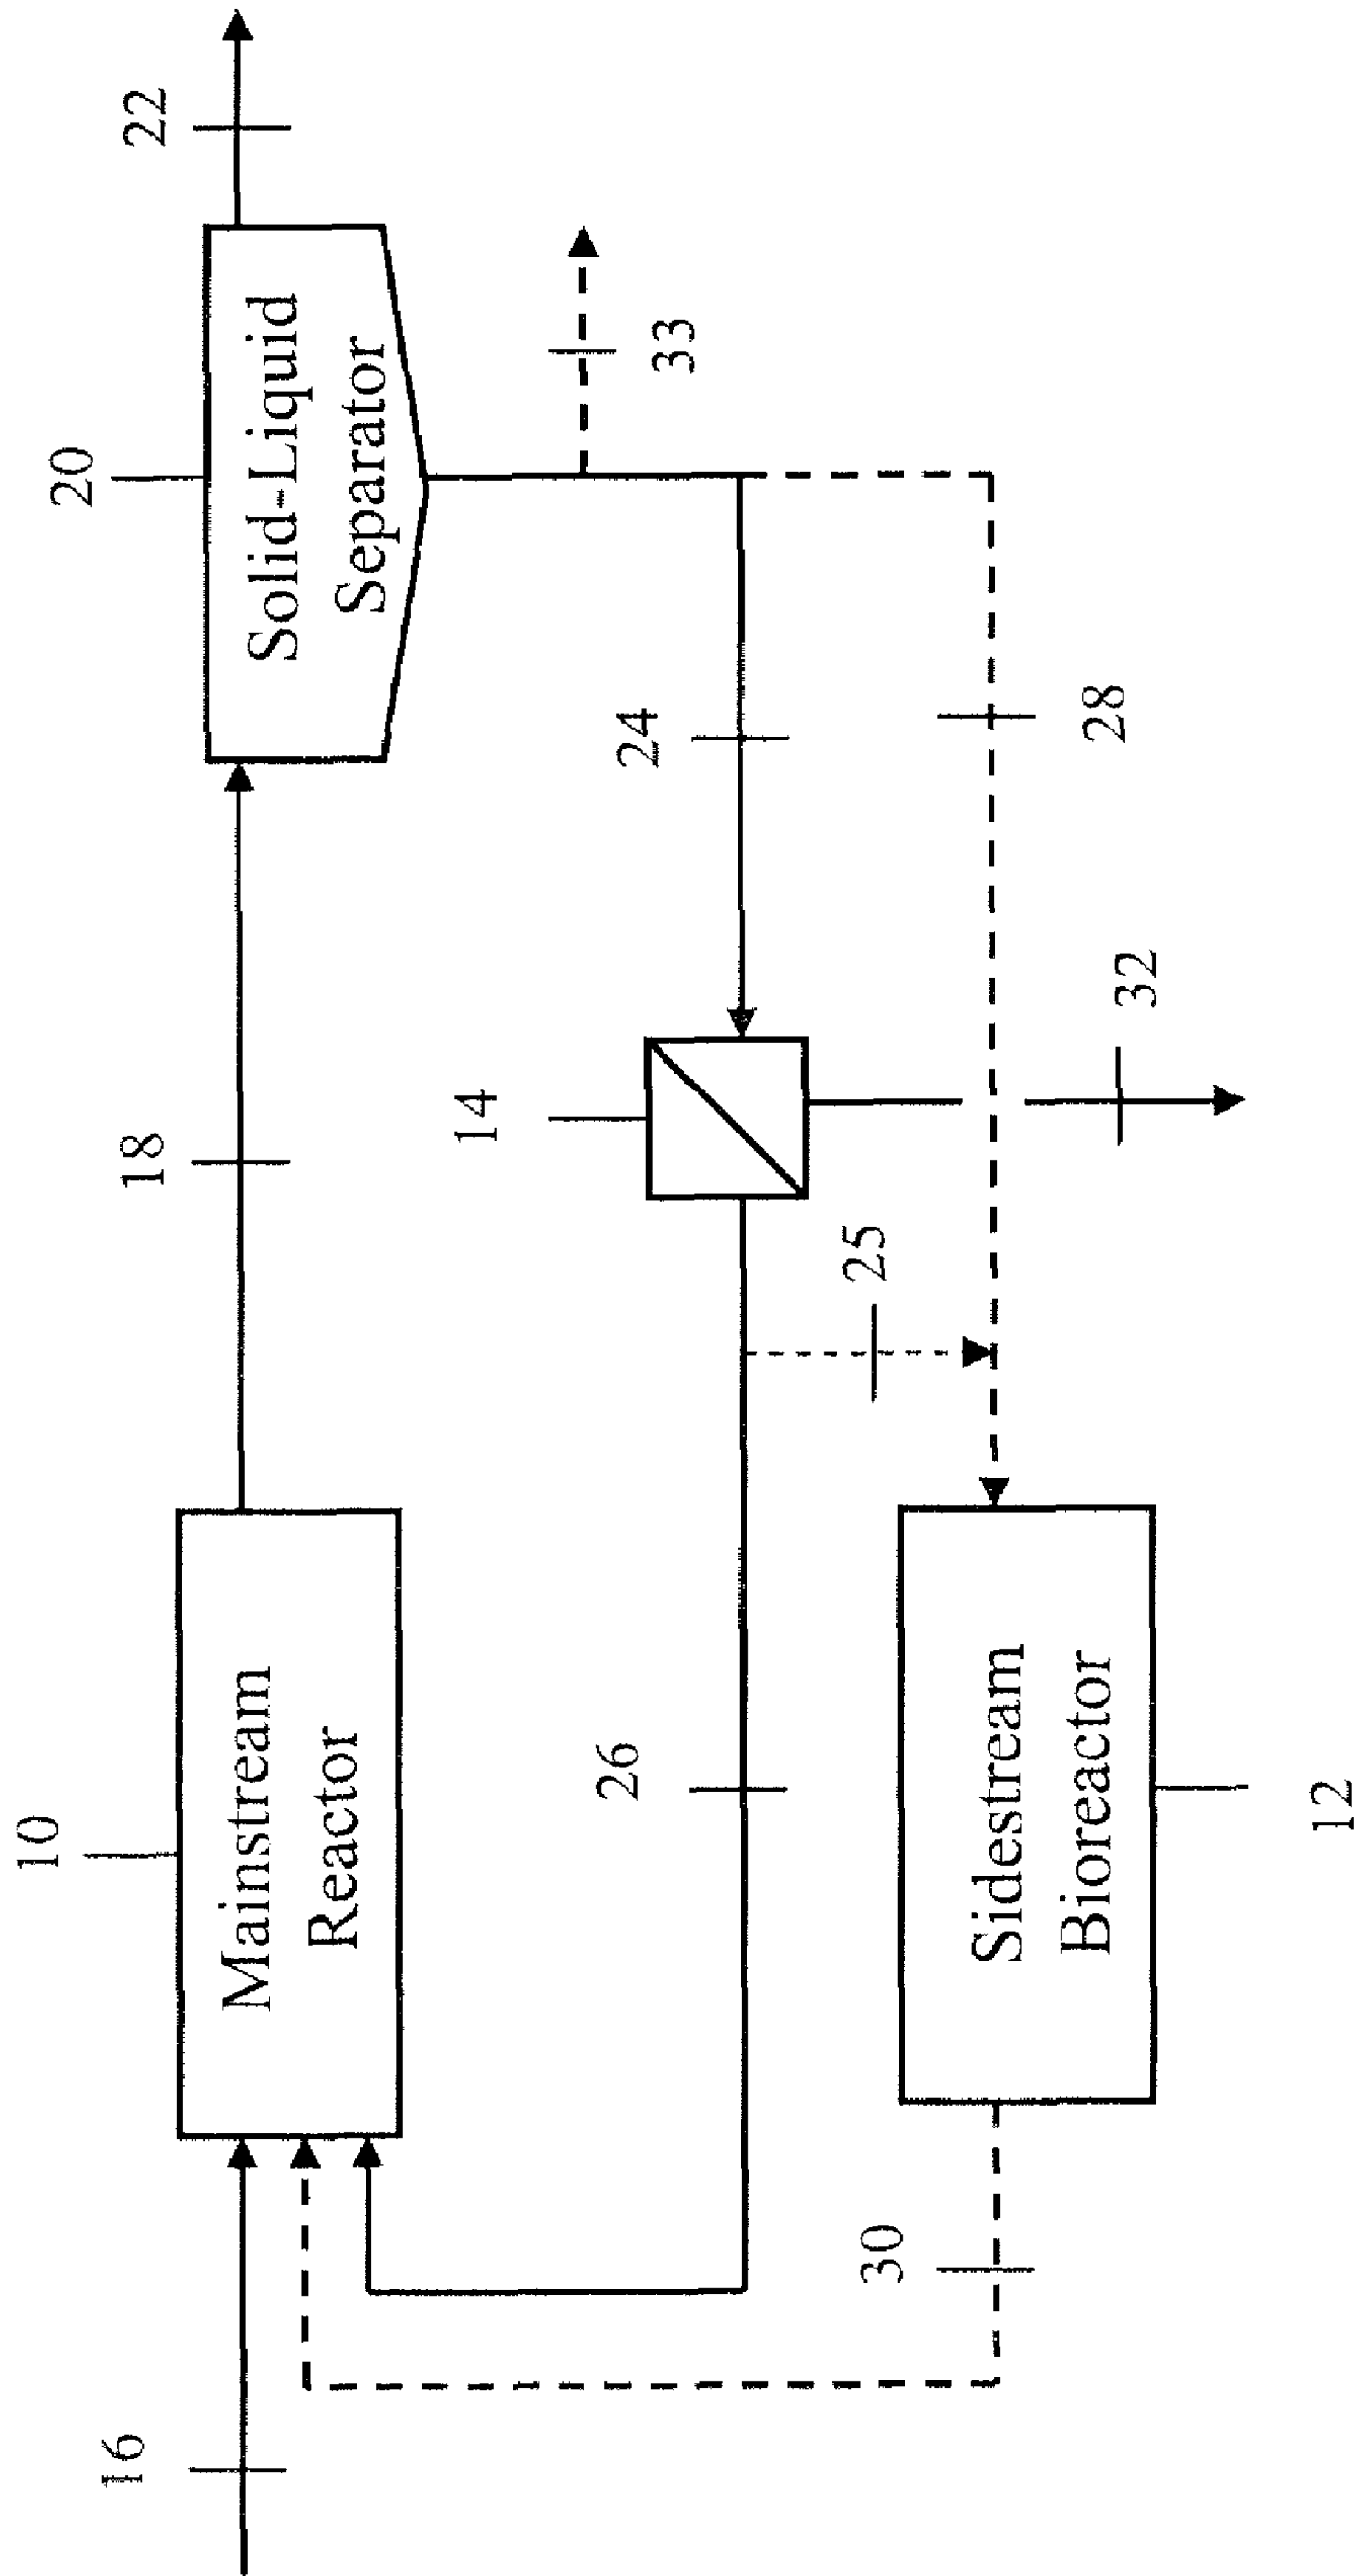 10
Mainstream
Reactor
16
18
20
Solid-Liquid
Separator
22
33
14
24
26
25
28
30
32
Sidestream
Bioreactor
12